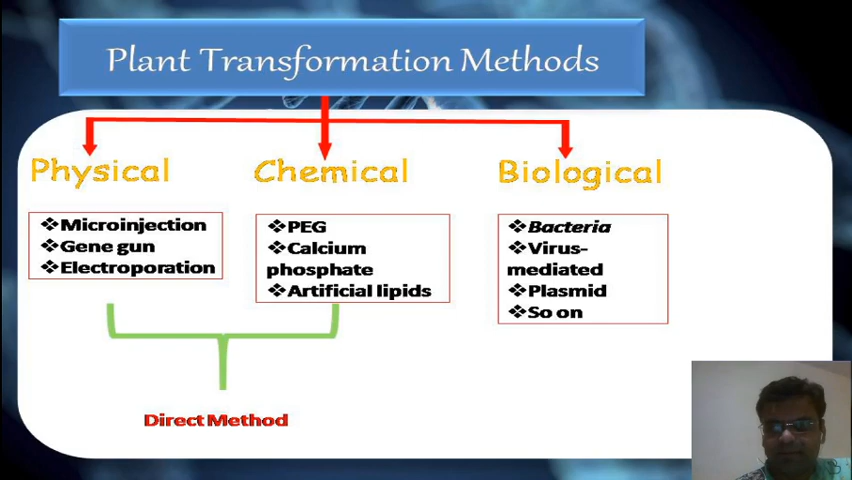 Plant Transformation Methods
Physical
Chemical
Biological
❖Microinjection
❖Gene gun
❖Electroporation
❖PEG
❖Calcium
phosphate
❖Artificial lipids
❖Bacteria
❖Virus-
mediated
❖Plasmid
❖So on
Direct Method